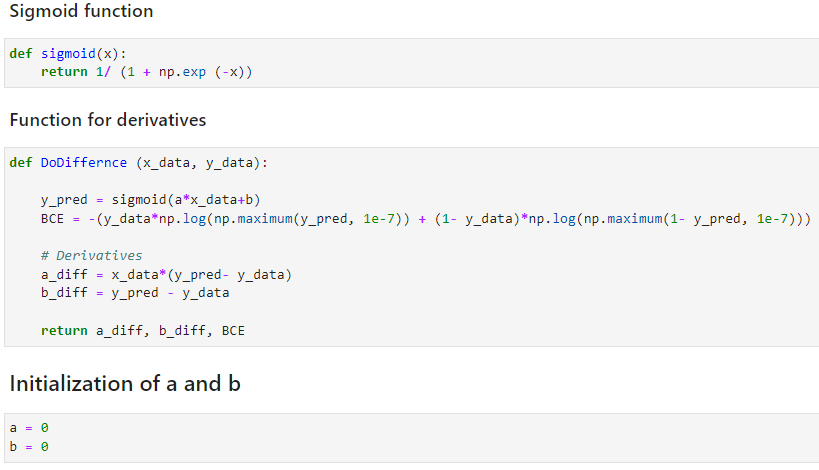 Sigmoid function
def sigmoid(x):
    return 1/ (1 + np.exp (-x))
Function for derivatives
def DoDiffernce (x_data, y_data):
    y_pred = sigmoid(a*x_data+b)
    BCE = -(y_data*np.log(np.maximum(y_pred, 1e-7)) + (1- y_data)*np.log(np.maximum(1- y_pred, 1e-7)))
    # Derivatives
    a_diff = x_data*(y_pred- y_data)
    b_diff = y_pred - y_data
    return a_diff, b_diff, BCE
Initialization of a and b
a = 0
b = 0